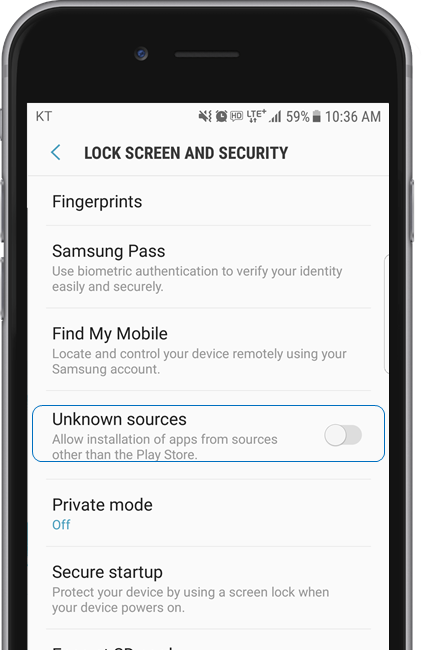 KT HD LTE+ 59% 10:36 AM
LOCK SCREEN AND SECURITY
Fingerprints
Samsung Pass
Use biometric authentication to verify your identity
easily and securely.
Find My Mobile
Locate and control your device remotely using your
Samsung account.
Unknown sources
Allow installation of apps from sources
other than the Play Store.
Private mode
Off
Secure startup
Protect your device by using a screen lock when
your device powers on.